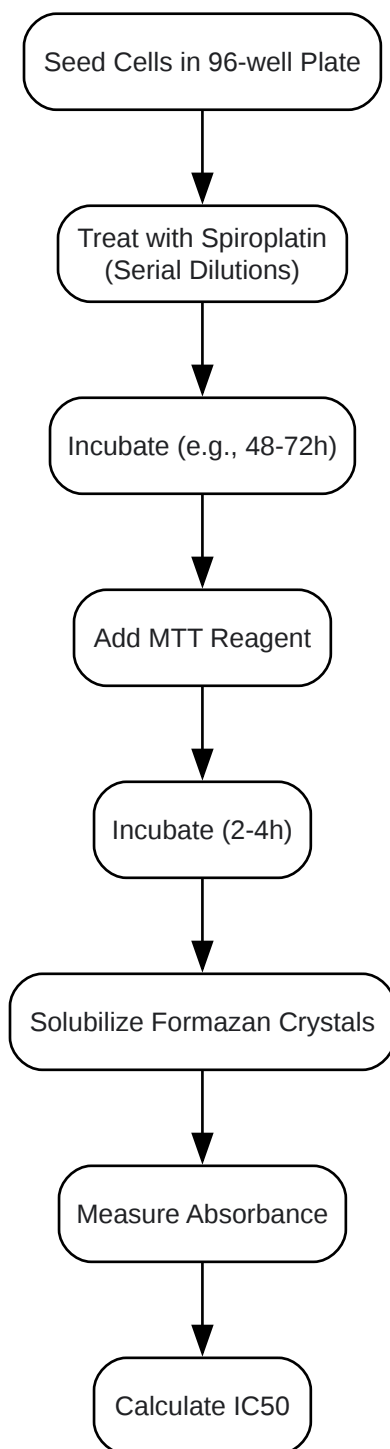 Seed Cells in 96-well Plate
Treat with Spiroplatin
(Serial Dilutions)
Incubate (e.g., 48-72h)
Add MTT Reagent
Incubate (2-4h)
Solubilize Formazan Crystals
Measure Absorbance
Calculate IC50